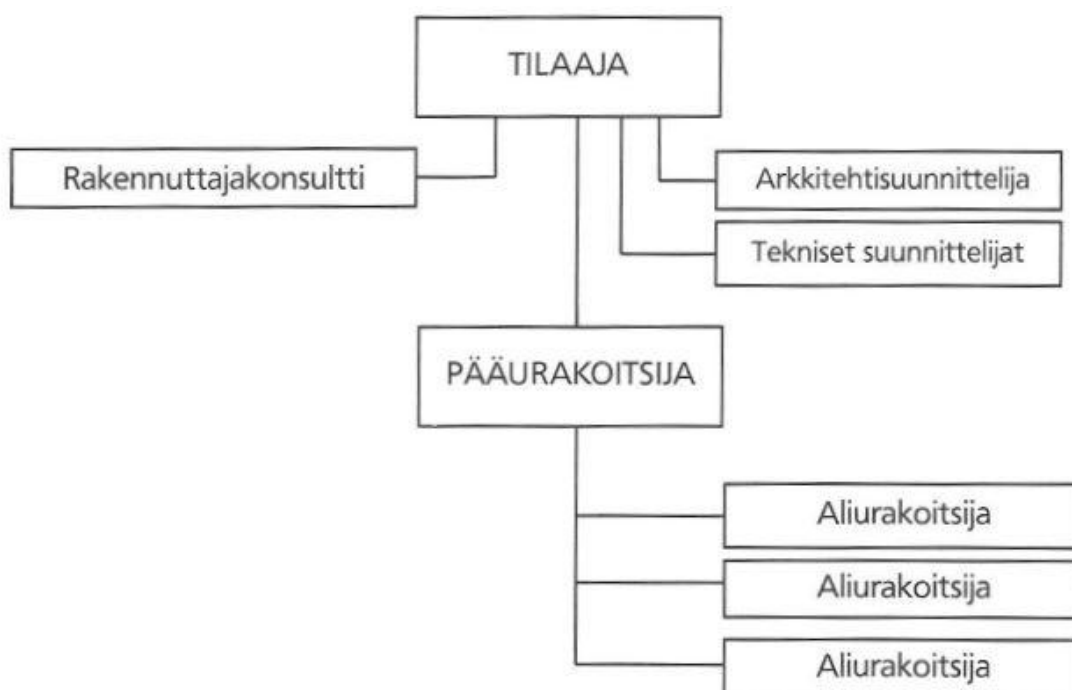 TILAAJA
Rakennuttajakonsultti
Arkkitehtisuunnittelija
Tekniset suunnittelijat
PÄÄURAKOITSIJA
Aliurakoitsija
Aliurakoitsija
Aliurakoitsija